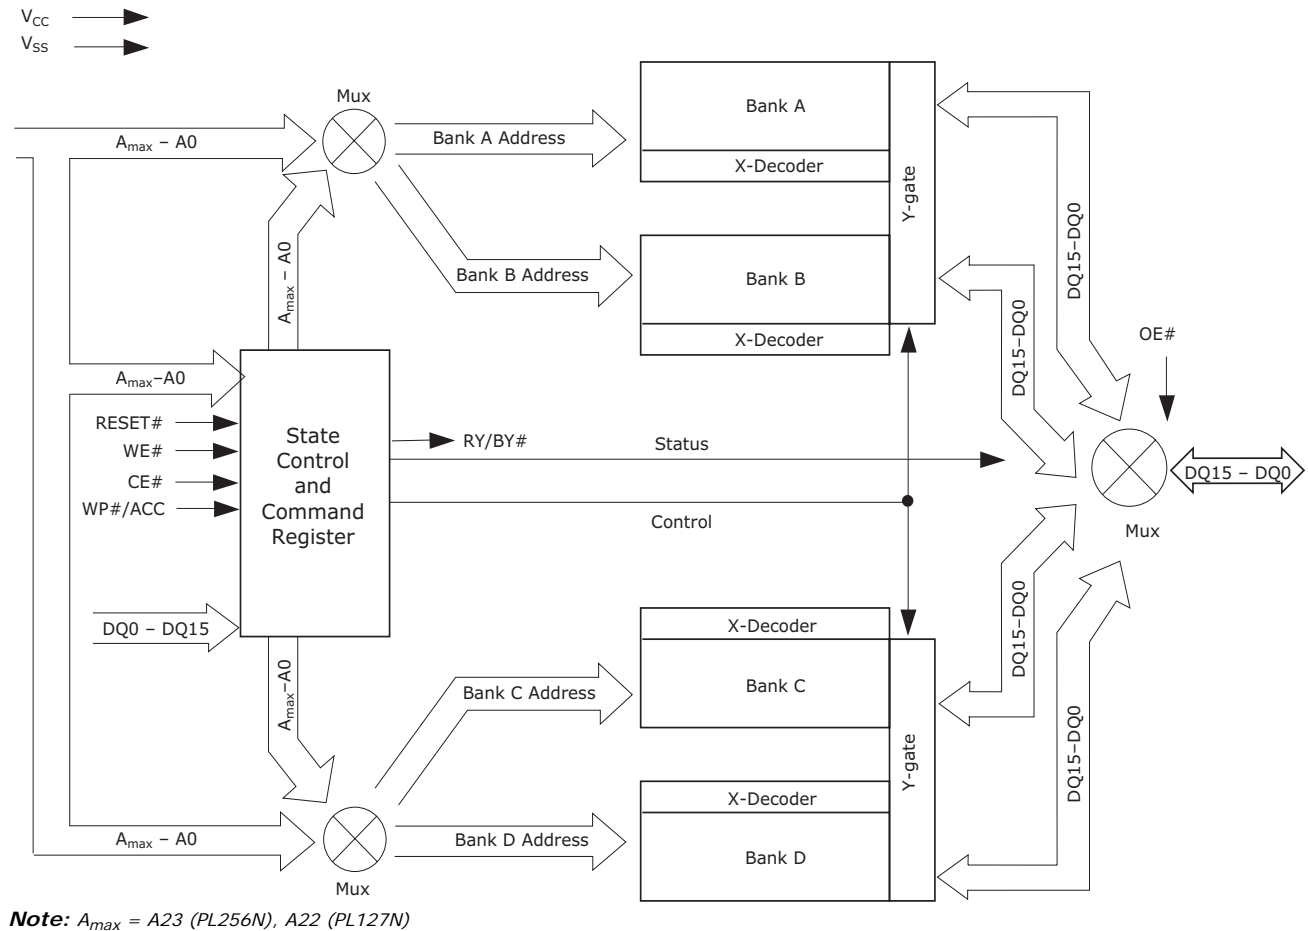 VCC
VSS
Mux
Amax – A0
Bank A Address
Bank A
X-Decoder
Y-gate
Amax – A0
Bank B Address
Bank B
X-Decoder
DQ15–DQ0
DQ15–DQ0
OE#
Amax–A0
RESET#
WE#
CE#
WP#/ACC
State
Control
and
Command
Register
RY/BY#
Status
Control
DQ15 – DQ0
Mux
DQ0 – DQ15
Amax–A0
X-Decoder
Bank C
Bank C Address
Y-gate
DQ15–DQ0
DQ15–DQ0
X-Decoder
Bank D
Bank D Address
Amax – A0
Mux
Note: Amax = A23 (PL256N), A22 (PL127N)